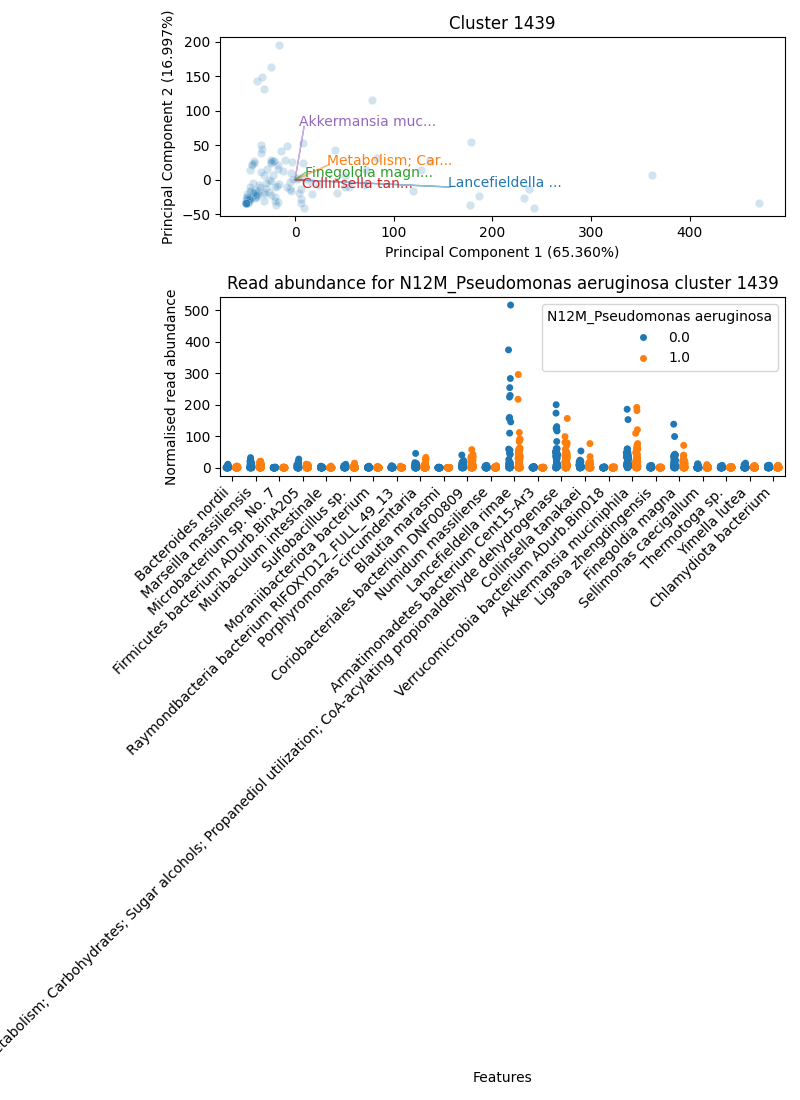 Cluster 1439
Principal Component 2 (16.997%)
200
150
100
50
0
−50
Akkermansia muc...
Metabolism; Car...
Finegoldia magn...
Collinsella tan...
Lancefieldella ...
0
100
200
300
400
Principal Component 1 (65.360%)
Read abundance for N12M_Pseudomonas aeruginosa cluster 1439
Normalised read abundance
500
400
300
200
100
0
N12M_Pseudomonas aeruginosa
0.0
1.0
Bacteroides nordii
Marseilla massiliensis
Microbacterium sp. No. 7
Firmicutes bacterium ADurb.BinA205
Muribaculum intestinale
Sulfobacillus sp.
Moraniibacteriota bacterium
Raymondbacteria bacterium RIFOXYD12_FULL_49_13
Porphyromonas circumdentaria
Blautia marasmi
Coriobacteriales bacterium DNF00809
Numidum massiliense
Lancefieldella rimae
Armatimonadetes bacterium Cent15-Ar3
etabolism; Carbohydrates; Sugar alcohols; Propanediol utilization; CoA-acylating propionaldehyde dehydrogenase
Collinsella tanakaei
Verrucomicrobia bacterium ADurb.Bin018
Akkermansia muciniphila
Ligaoa zhengdingensis
Finegoldia magna
Sellimonas caecigallum
Thermotoga sp.
Yimella lutea
Chlamydiota bacterium
Features